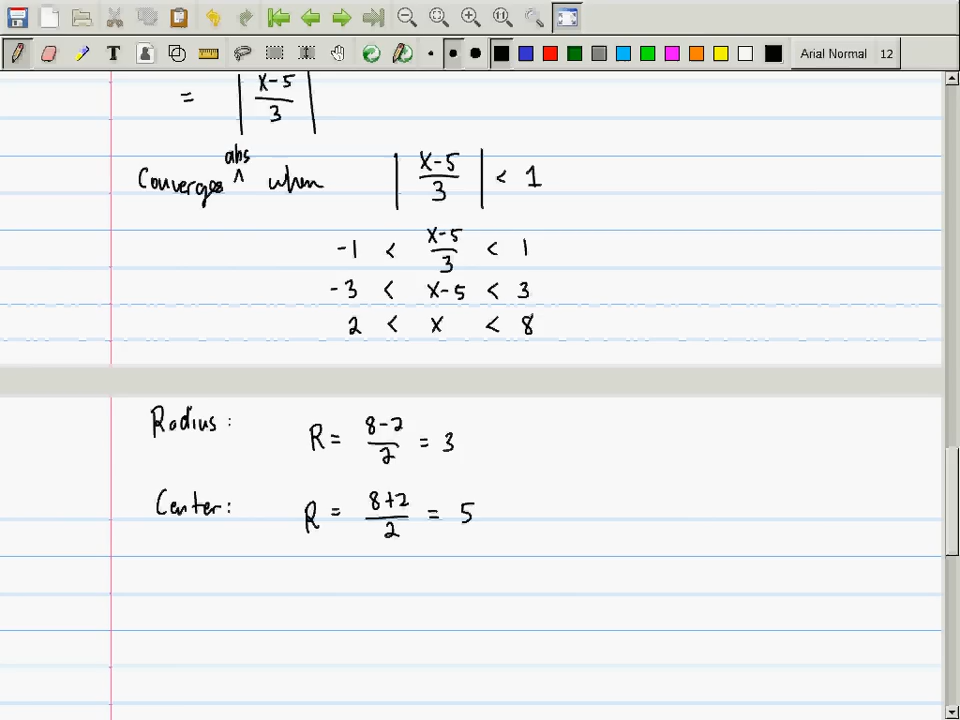 Arial Normal 12
= | x-5 / 3 |
abs
Converges ^ when | x-5 / 3 | < 1
-1 < x-5 / 3 < 1
-3 < x-5 < 3
2 < x < 8
Radius: R = 8-2 / 2 = 3
Center: R = 8+2 / 2 = 5